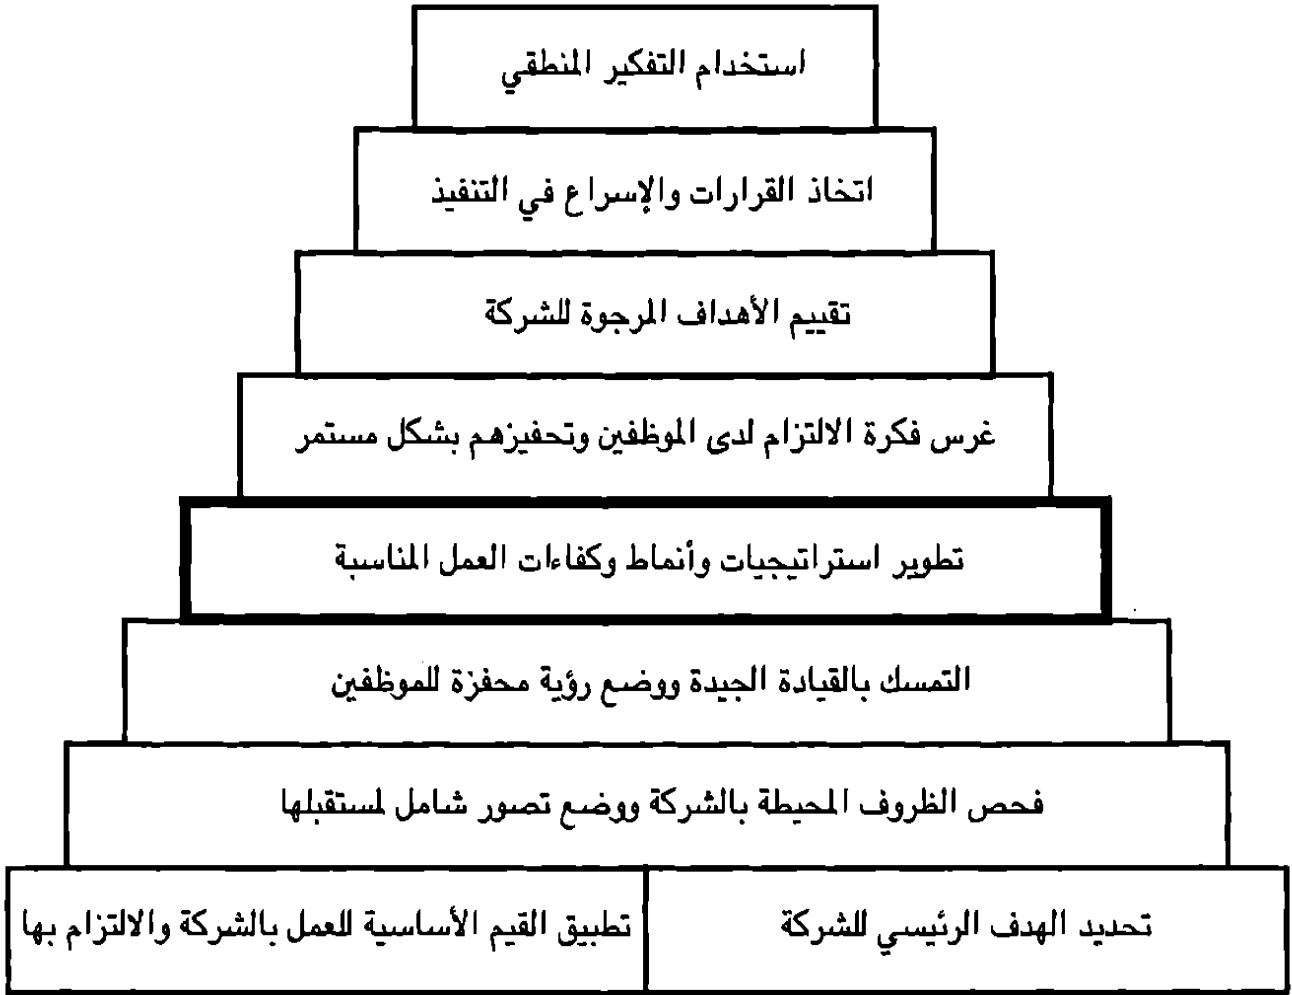 استخدام التفكير المنطقي
اتخاذ القرارات والإسراع في التنفيذ
تقييم الأهداف المرجوة للشركة
غرس فكرة الالتزام لدى الموظفين وتحفيزهم بشكل مستمر
تطوير استراتيجيات وأنماط وكفاءات العمل المناسبة
التمسك بالقيادة الجيدة ووضع رؤية محفزة للموظفين
فحص الظروف المحيطة بالشركة ووضع تصور شامل لمستقبلها
تحديد الهدف الرئيسي للشركة
تطبيق القيم الأساسية للعمل بالشركة والالتزام بها